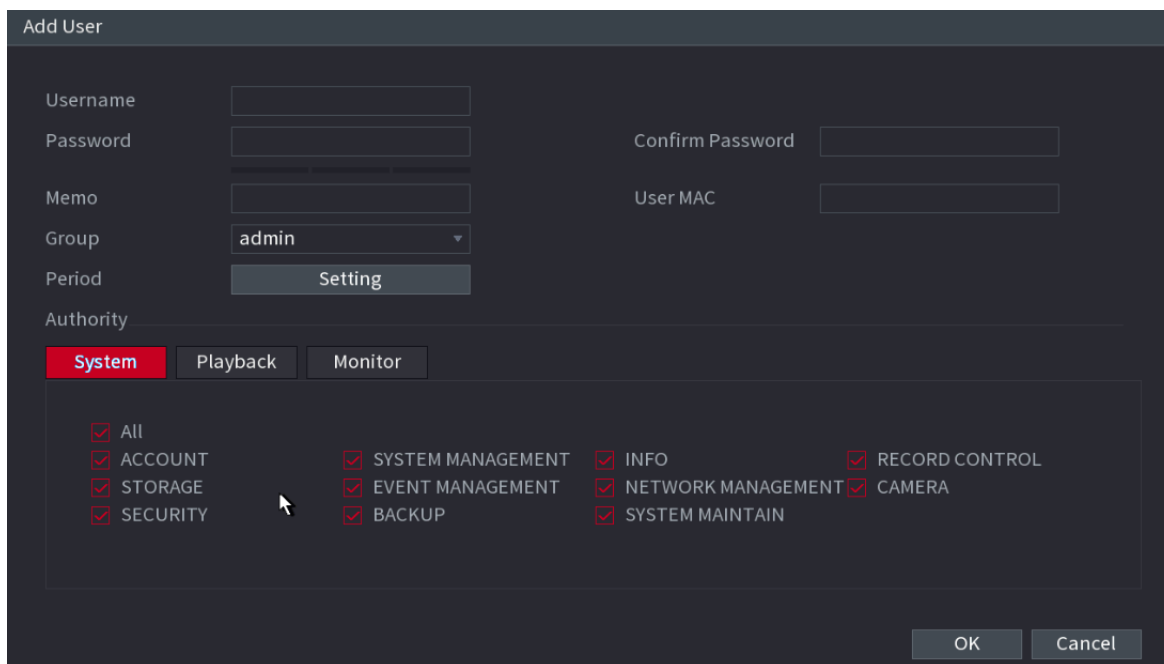 Add User
Username
Password Confirm Password
Memo User MAC
Group admin
Period Setting
Authority
System Playback Monitor
All
ACCOUNT SYSTEM MANAGEMENT INFO RECORD CONTROL
STORAGE EVENT MANAGEMENT NETWORK MANAGEMENT CAMERA
SECURITY BACKUP SYSTEM MAINTAIN
OK Cancel